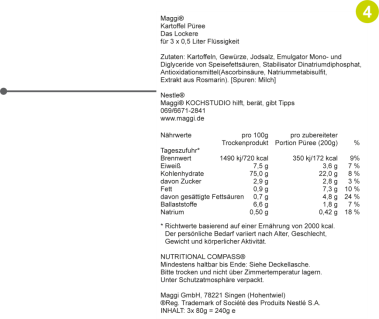 4
Maggi®
Kartoffel Püree
Das Lockere
für 3 x 0,5 Liter Flüssigkeit
Zutaten: Kartoffeln, Gewürze, Jodsalz, Emulgator Mono- und
Diglyceride von Speisefettsäuren, Stabilisator Dinatriumdiphosphat,
Antioxidationsmittel(Ascorbinsäure, Natriummetabisulfit,
Extrakt aus Rosmarin). [Spuren: Milch]
Nestle®
Maggi® KOCHSTUDIO hilft, berät, gibt Tipps
069/6671-2841
www.maggi.de
Nährwerte pro 100g pro zubereiteter
Trockenprodukt Portion Püree (200g) %
Tageszufuhr*
Brennwert 1490 kj/720 kcal 350 kj/172 kcal 9%
Eiweiß 7,5 g 3,6 g 7 %
Kohlenhydrate 75,0 g 22,0 g 8 %
davon Zucker 2,9 g 2,8 g 3 %
Fett 0,9 g 7,3 g 10 %
davon gesättigte Fettsäuren 0,7 g 4,8 g 24 %
Ballaststoffe 6,6 g 1,8 g 7 %
Natrium 0,50 g 0,42 g 18 %
* Richtwerte basierend auf einer Ernährung von 2000 kcal.
Der persönliche Bedarf variert nach Alter, Geschlecht,
Gewicht und körperlicher Aktivität.
NUTRITIONAL COMPASS®
Mindestens haltbar bis Ende: Siehe Deckellasche.
Bitte trocken und nicht über Zimmertemperatur lagern.
Unter Schutzatmosphäre verpackt.
Maggi GmbH, 78221 Singen (Hohentwiel)
®Reg. Trademark of Société des Produits Nestlé S.A.
INHALT: 3x 80g = 240g e